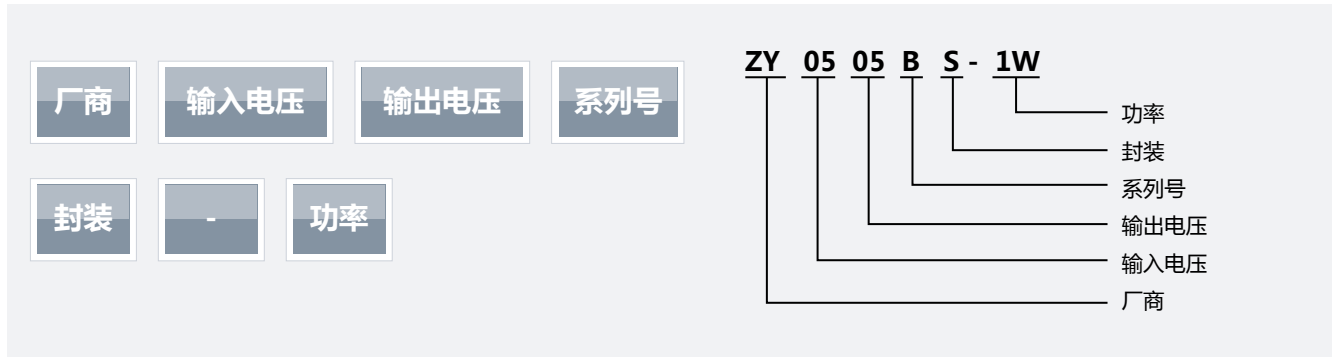 厂商 输入电压 输出电压 系列号
封装 - 功率
ZY 05 05 B S - 1W
功率
封装
系列号
输出电压
输入电压
厂商